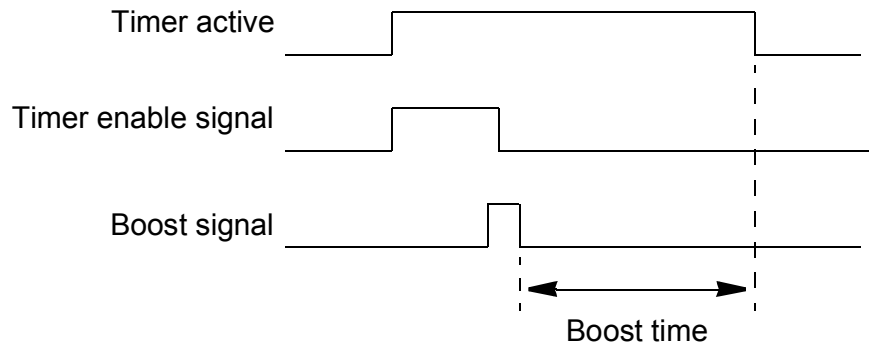 Timer active
Timer enable signal
Boost signal
Boost time